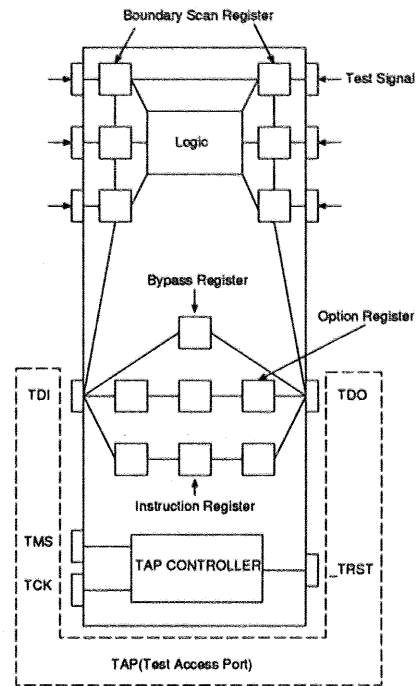 Boundary Scan Register
Test Signal
Logic
Bypass Register
Option Register
TDI
TDO
Instruction Register
TMS
TAP CONTROLLER
_TRST
TCK
TAP(Test Access Port)